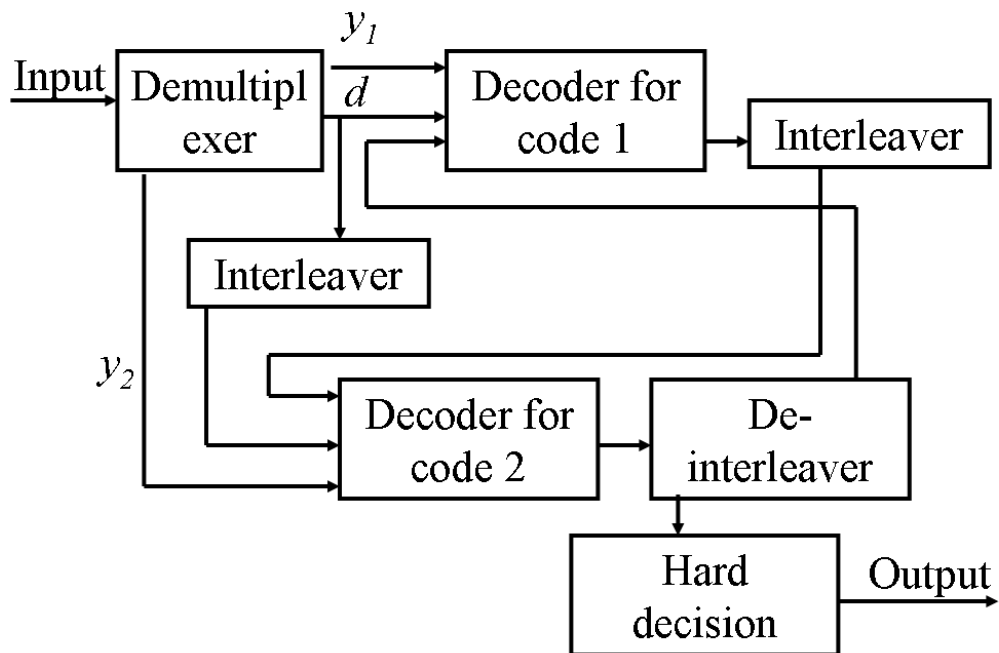 y1
Input
Demultipl
exer
d
Decoder for
code 1
Interleaver
Interleaver
y2
Decoder for
code 2
De-
interleaver
Hard
decision
Output